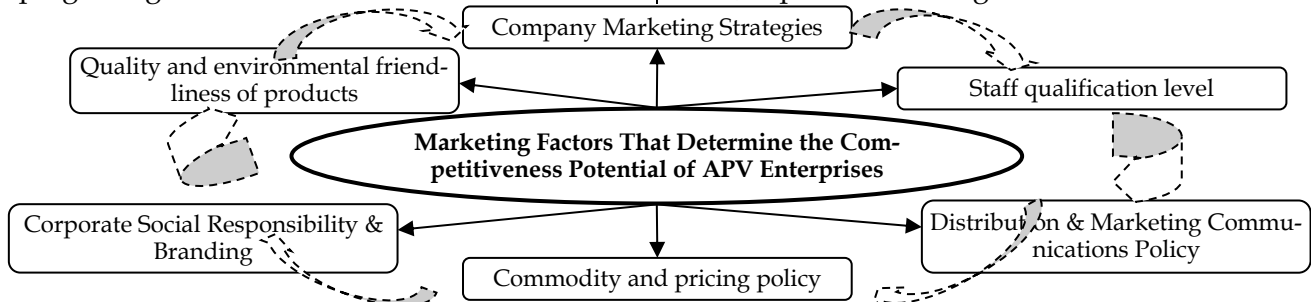 Company Marketing Strategies
Quality and environmental friend-
liness of products
Staff qualification level
Marketing Factors That Determine the Com-
petitiveness Potential of APV Enterprises
Corporate Social Responsibility &
Branding
Distribution & Marketing Commu-
nications Policy
Commodity and pricing policy